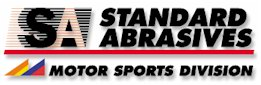 SA STANDARD
ABRASIVES
MOTOR SPORTS DIVISION